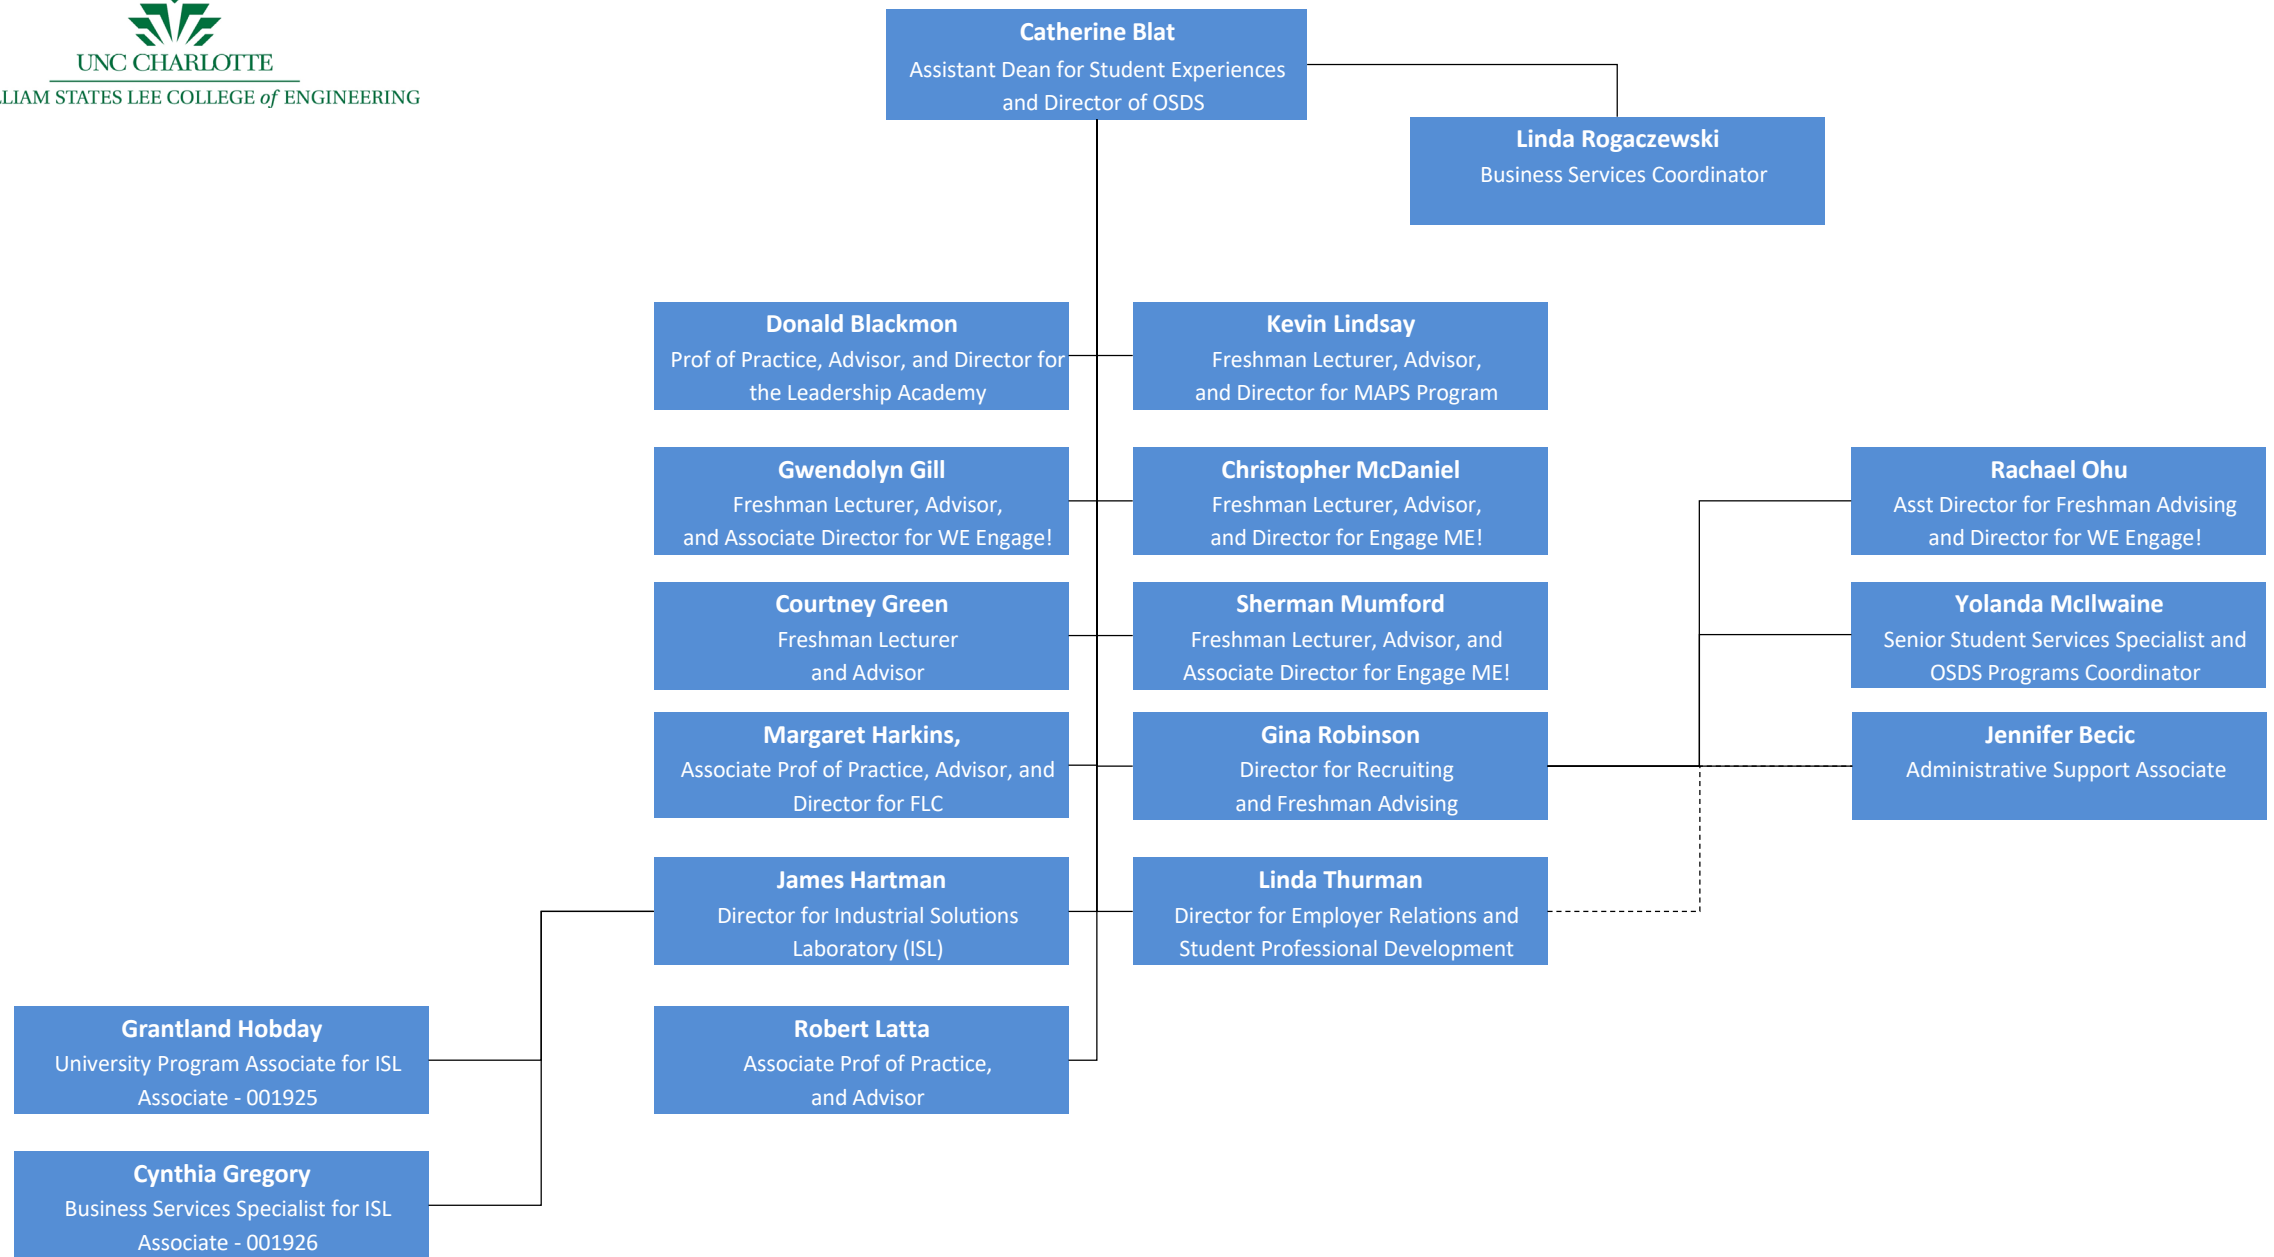 UNC CHARLOTTE
LLIAM STATES LEE COLLEGE of ENGINEERING
Catherine Blat
Assistant Dean for Student Experiences
and Director of OSDS
Linda Rogaczewski
Business Services Coordinator
Donald Blackmon
Prof of Practice, Advisor, and Director for
the Leadership Academy
Kevin Lindsay
Freshman Lecturer, Advisor,
and Director for MAPS Program
Gwendolyn Gill
Freshman Lecturer, Advisor,
and Associate Director for WE Engage!
Christopher McDaniel
Freshman Lecturer, Advisor,
and Director for Engage ME!
Rachael Ohu
Asst Director for Freshman Advising
and Director for WE Engage!
Courtney Green
Freshman Lecturer
and Advisor
Sherman Mumford
Freshman Lecturer, Advisor, and
Associate Director for Engage ME!
Yolanda McIlwaine
Senior Student Services Specialist and
OSDS Programs Coordinator
Margaret Harkins,
Associate Prof of Practice, Advisor, and
Director for FLC
Gina Robinson
Director for Recruiting
and Freshman Advising
Jennifer Becic
Administrative Support Associate
James Hartman
Director for Industrial Solutions
Laboratory (ISL)
Linda Thurman
Director for Employer Relations and
Student Professional Development
Grantland Hobday
University Program Associate for ISL
Associate - 001925
Robert Latta
Associate Prof of Practice,
and Advisor
Cynthia Gregory
Business Services Specialist for ISL
Associate - 001926